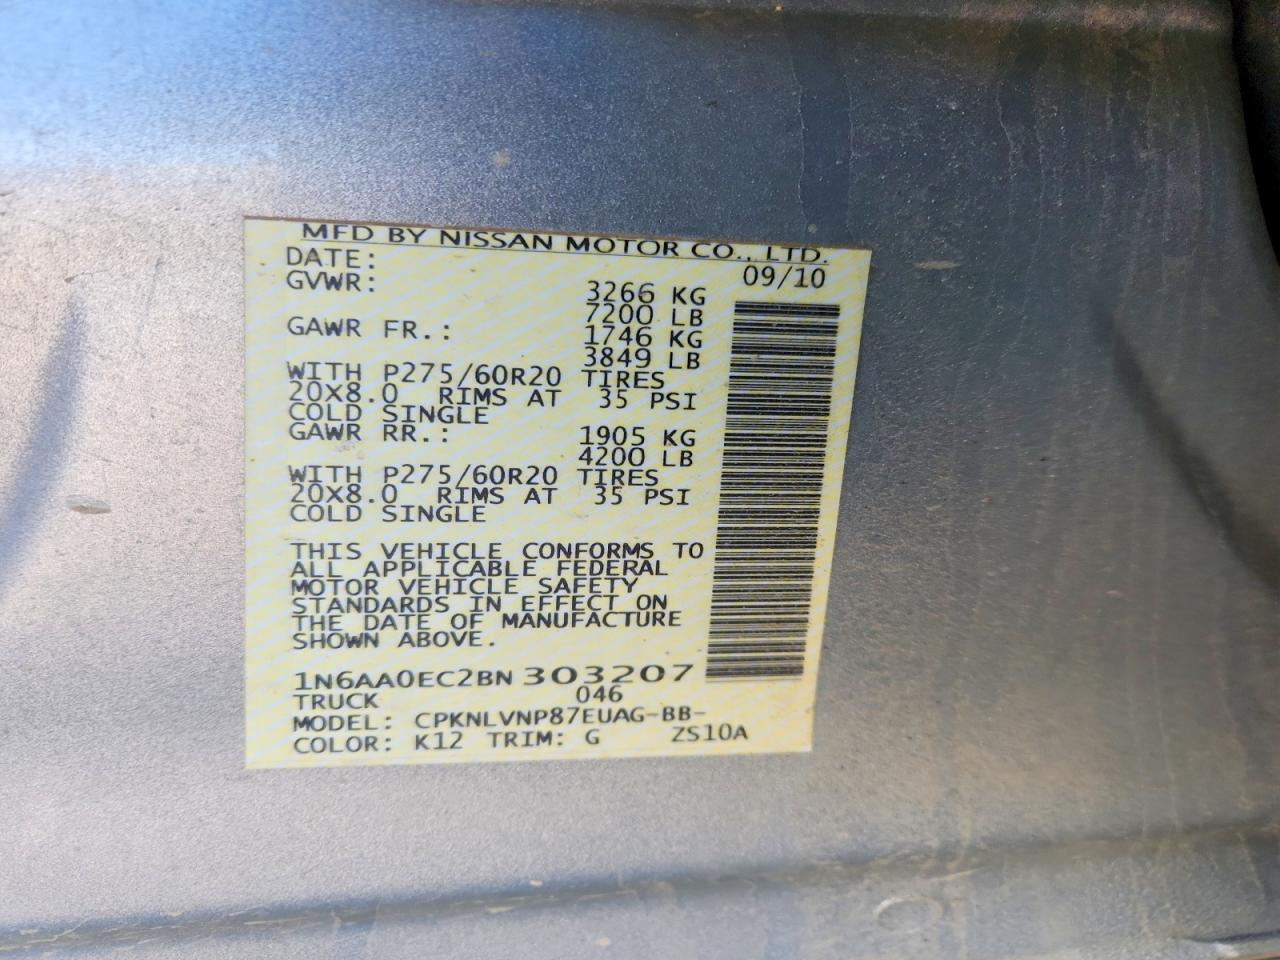 MFD BY NISSAN MOTOR CO., LTD.
DATE: 09/10
GVWR: 3266 KG
7200 LB
GAWR FR.: 1746 KG
3849 LB
WITH P275/60R20 TIRES
20X8.0 RIMS AT 35 PSI
COLD SINGLE
GAWR RR.: 1905 KG
4200 LB
WITH P275/60R20 TIRES
20X8.0 RIMS AT 35 PSI
COLD SINGLE
THIS VEHICLE CONFORMS TO
ALL APPLICABLE FEDERAL
MOTOR VEHICLE SAFETY
STANDARDS IN EFFECT ON
THE DATE OF MANUFACTURE
SHOWN ABOVE.
1N6AA0EC2BN303207
TRUCK 046
MODEL: CPKNLVNP87EUAG-BB-
COLOR: K12 TRIM: G ZS10A